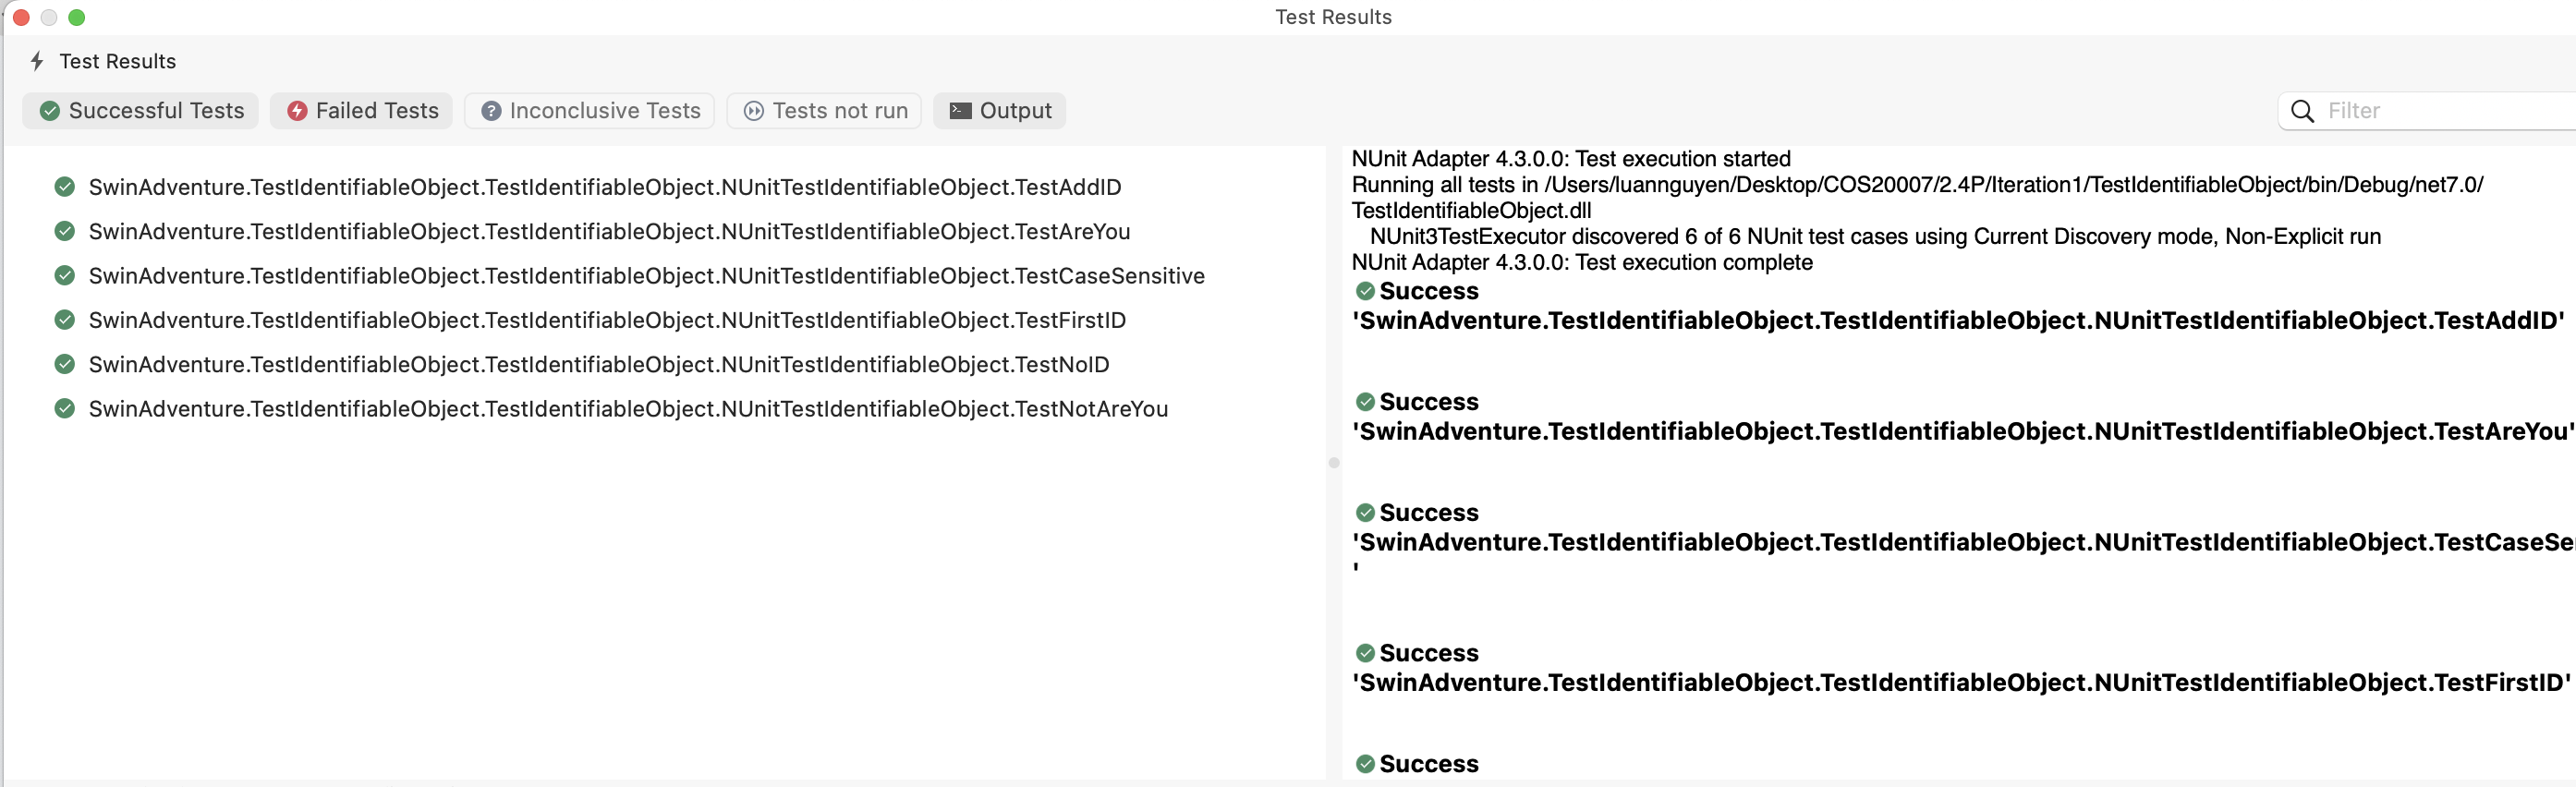 Test Results
Test Results
Successful Tests
Failed Tests
Inconclusive Tests
Tests not run
Output
Filter
SwinAdventure.TestIdentifiableObject.TestIdentifiableObject.NUnitTestIdentifiableObject.TestAddID
SwinAdventure.TestIdentifiableObject.TestIdentifiableObject.NUnitTestIdentifiableObject.TestAreYou
SwinAdventure.TestIdentifiableObject.TestIdentifiableObject.NUnitTestIdentifiableObject.TestCaseSensitive
SwinAdventure.TestIdentifiableObject.TestIdentifiableObject.NUnitTestIdentifiableObject.TestFirstID
SwinAdventure.TestIdentifiableObject.TestIdentifiableObject.NUnitTestIdentifiableObject.TestNoID
SwinAdventure.TestIdentifiableObject.TestIdentifiableObject.NUnitTestIdentifiableObject.TestNotAreYou
NUnit Adapter 4.3.0.0: Test execution started
Running all tests in /Users/luannguyen/Desktop/COS20007/2.4P/Iteration1/TestIdentifiableObject/bin/Debug/net7.0/
TestIdentifiableObject.dll
NUnit3TestExecutor discovered 6 of 6 NUnit test cases using Current Discovery mode, Non-Explicit run
NUnit Adapter 4.3.0.0: Test execution complete
Success
'SwinAdventure.TestIdentifiableObject.TestIdentifiableObject.NUnitTestIdentifiableObject.TestAddID'
Success
'SwinAdventure.TestIdentifiableObject.TestIdentifiableObject.NUnitTestIdentifiableObject.TestAreYou'
Success
'SwinAdventure.TestIdentifiableObject.TestIdentifiableObject.NUnitTestIdentifiableObject.TestCaseSe
'
Success
'SwinAdventure.TestIdentifiableObject.TestIdentifiableObject.NUnitTestIdentifiableObject.TestFirstID'
Success